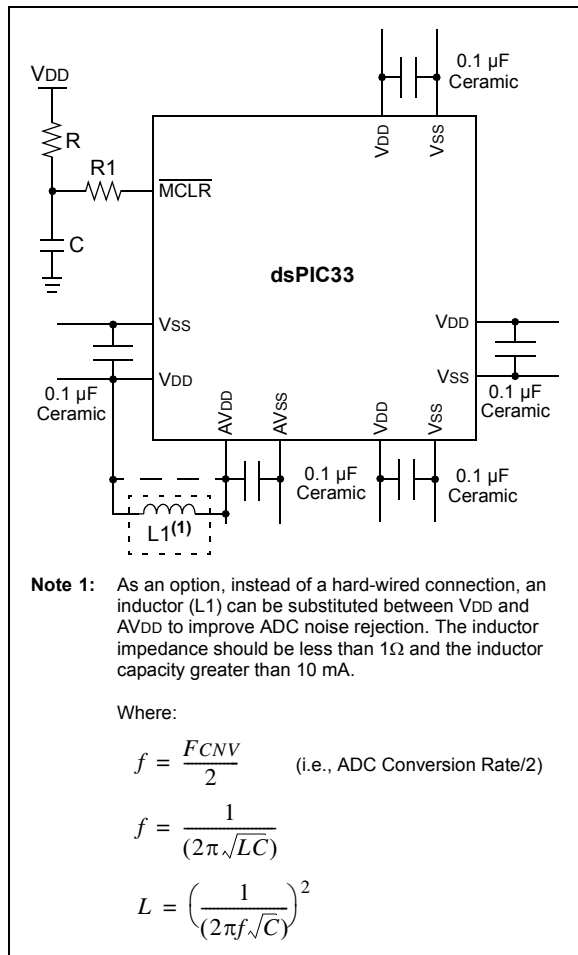 0.1 µF
Ceramic
VDD
R
R1
C
MCLR
VDD
VSS
dsPIC33
VSS
VDD
0.1 µF
Ceramic
VDD
VSS
0.1 µF
Ceramic
AVDD
AVSS
VDD
VSS
0.1 µF
Ceramic
0.1 µF
Ceramic
L1(1)
Note 1: As an option, instead of a hard-wired connection, an
inductor (L1) can be substituted between VDD and
AVDD to improve ADC noise rejection. The inductor
impedance should be less than 1Ω and the inductor
capacity greater than 10 mA.
Where:
f = FCNV / 2 (i.e., ADC Conversion Rate/2)
f = 1 / (2π√LC)
L = (1 / (2πf√C))²